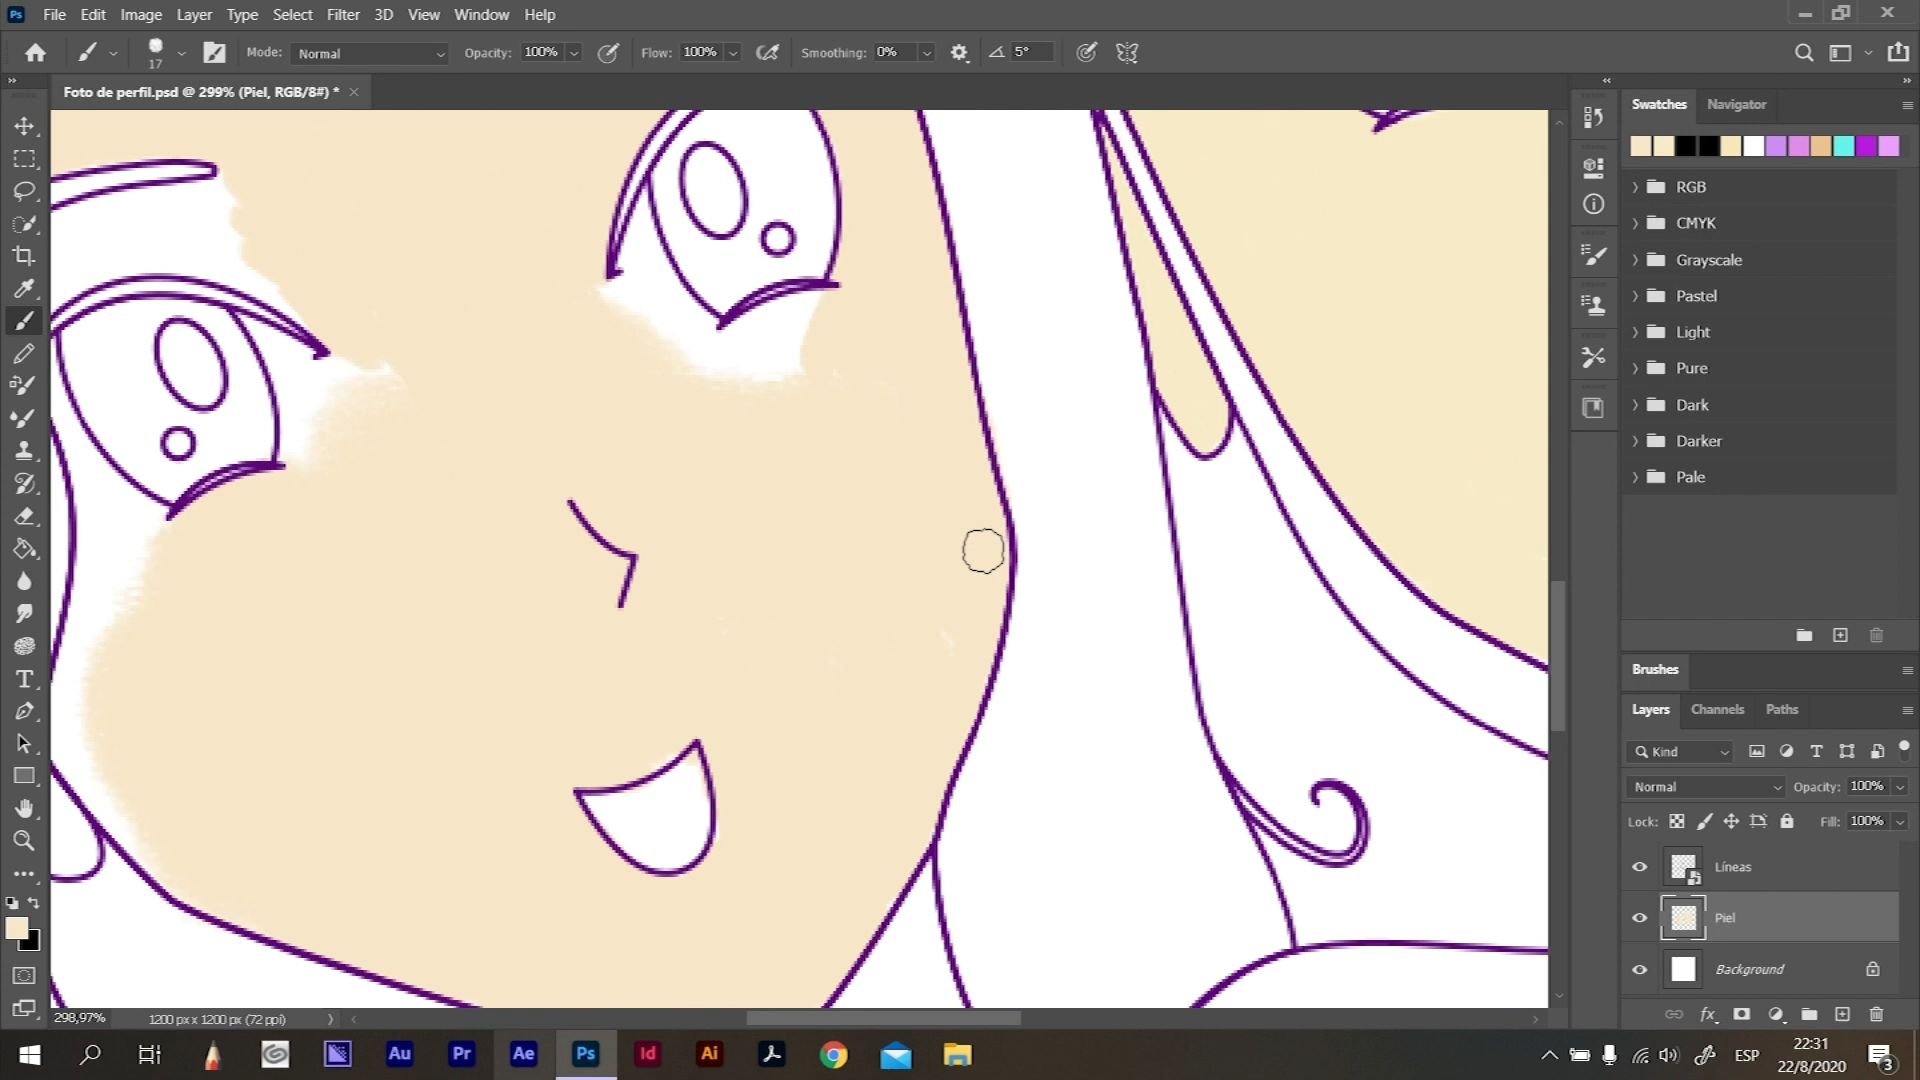 Ps File Edit Image Layer Type Select Filter 3D View Window Help
17 Mode: Normal Opacity: 100% Flow: 100% Smoothing: 0% 5°
Foto de perfil.psd @ 299% (Piel, RGB/8#) *
Swatches Navigator
RGB
CMYK
Grayscale
Pastel
Light
Pure
Dark
Darker
Pale
Brushes
Layers Channels Paths
Kind
Normal Opacity: 100%
Lock: Fill: 100%
Líneas
Piel
Background
298,97% 1200 px x 1200 px (72 ppi)
Au Pr Ae Ps Id Ai ESP 22:31
22/8/2020 3